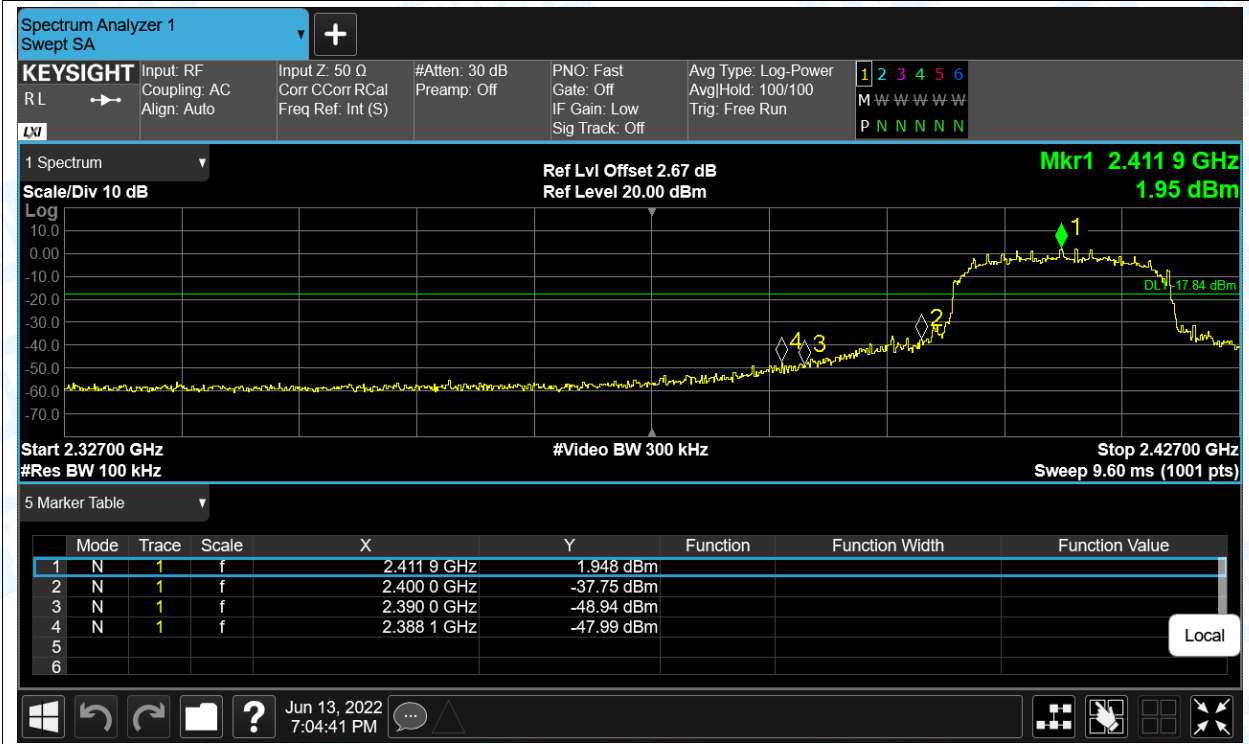 Spectrum Analyzer 1
Swept SA
+
KEYSIGHT
R L
LXI
Input: RF
Coupling: AC
Align: Auto
Input Z: 50 Ω
Corr CCorr RCal
Freq Ref: Int (S)
#Atten: 30 dB
Preamp: Off
PNO: Fast
Gate: Off
IF Gain: Low
Sig Track: Off
Avg Type: Log-Power
Avg|Hold: 100/100
Trig: Free Run
1 2 3 4 5 6
M W W W W W
P N N N N N
1 Spectrum
Scale/Div 10 dB
Ref Lvl Offset 2.67 dB
Ref Level 20.00 dBm
Mkr1 2.411 9 GHz
1.95 dBm
Log
10.0
0.00
-10.0
-20.0
-30.0
-40.0
-50.0
-60.0
-70.0
1
2
4 3
DL1 -17.84 dBm
Start 2.32700 GHz
#Res BW 100 kHz
#Video BW 300 kHz
Stop 2.42700 GHz
Sweep 9.60 ms (1001 pts)
5 Marker Table
Mode Trace Scale X Y Function Function Width Function Value
1 N 1 f 2.411 9 GHz 1.948 dBm
2 N 1 f 2.400 0 GHz -37.75 dBm
3 N 1 f 2.390 0 GHz -48.94 dBm
4 N 1 f 2.388 1 GHz -47.99 dBm
5
6
Local
?
Jun 13, 2022
7:04:41 PM